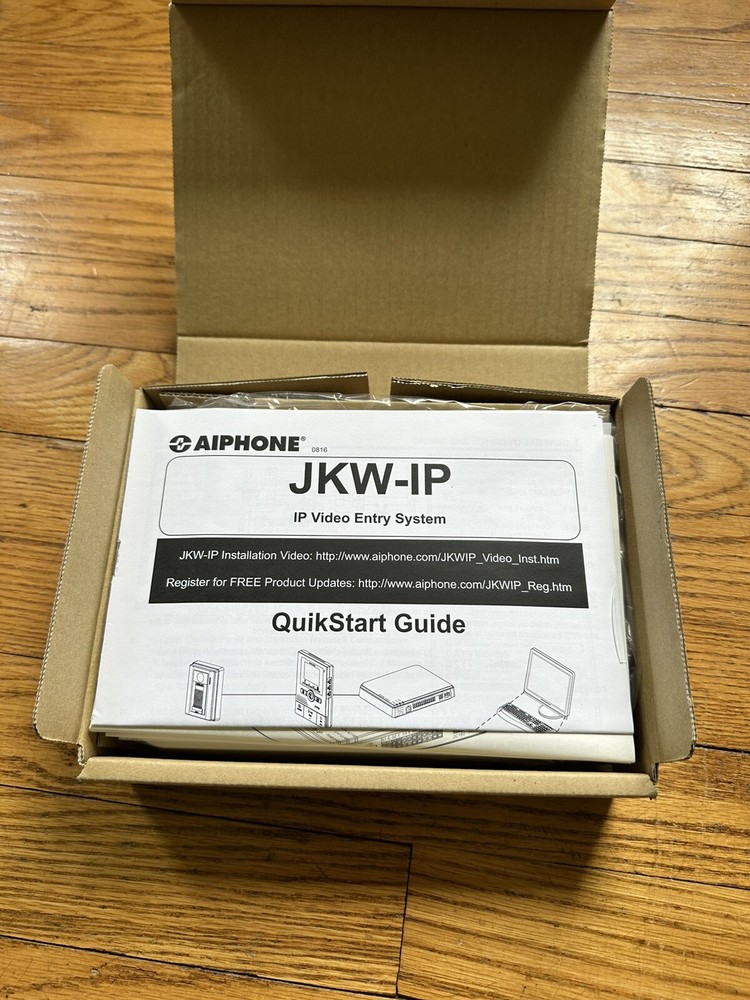 AIPHONE®
0816
JKW-IP
IP Video Entry System
JKW-IP Installation Video: http://www.aiphone.com/JKWIP_Video_Inst.htm
Register for FREE Product Updates: http://www.aiphone.com/JKWIP_Reg.htm
QuikStart Guide